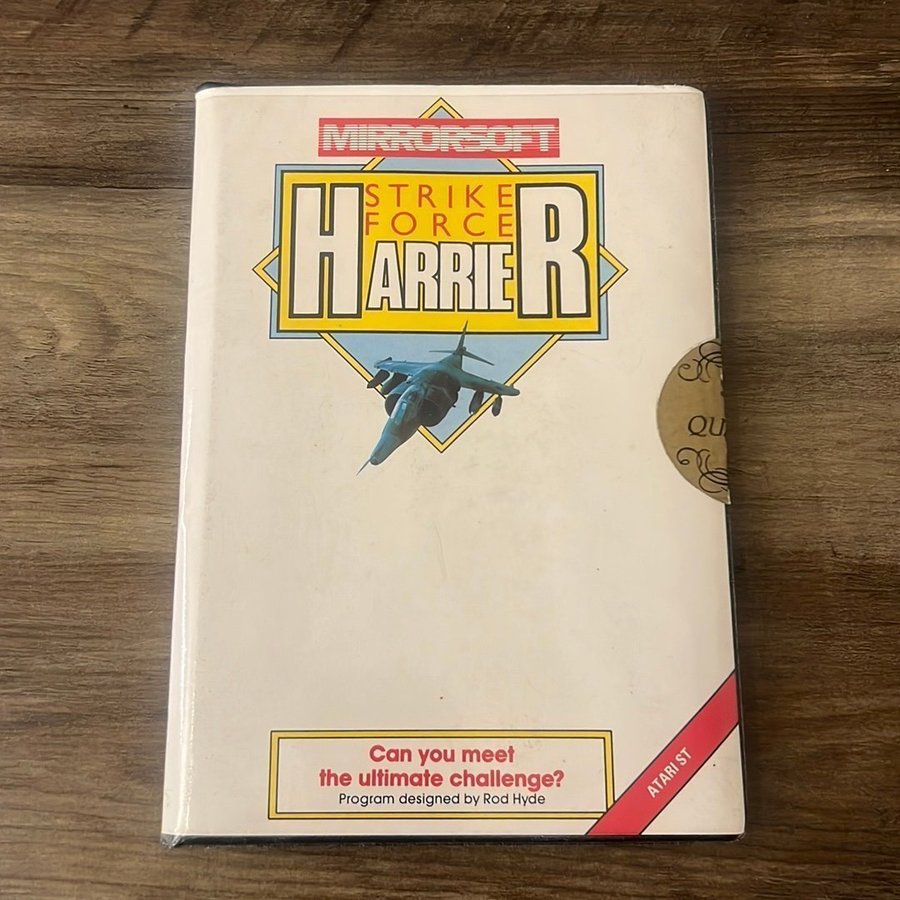 MIRRORSOFT
STRIKE
FORCE
HARRIER
QU
Can you meet
the ultimate challenge?
Program designed by Rod Hyde
ATARI ST